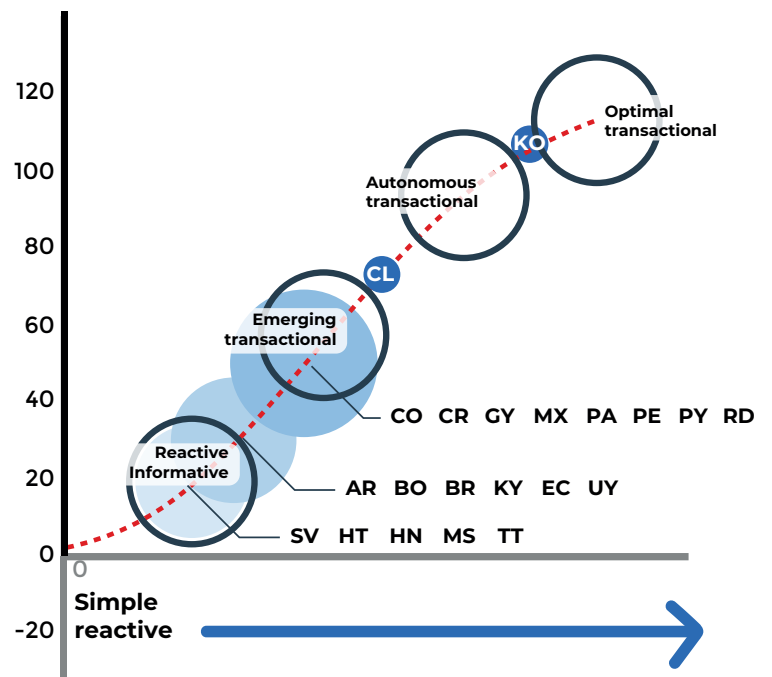 120
100
80
60
40
20
0
-20
0
Optimal
transactional
KO
Autonomous
transactional
CL
Emerging
transactional
CO CR GY MX PA PE PY RD
Reactive
Informative
AR BO BR KY EC UY
SV HT HN MS TT
Simple
reactive